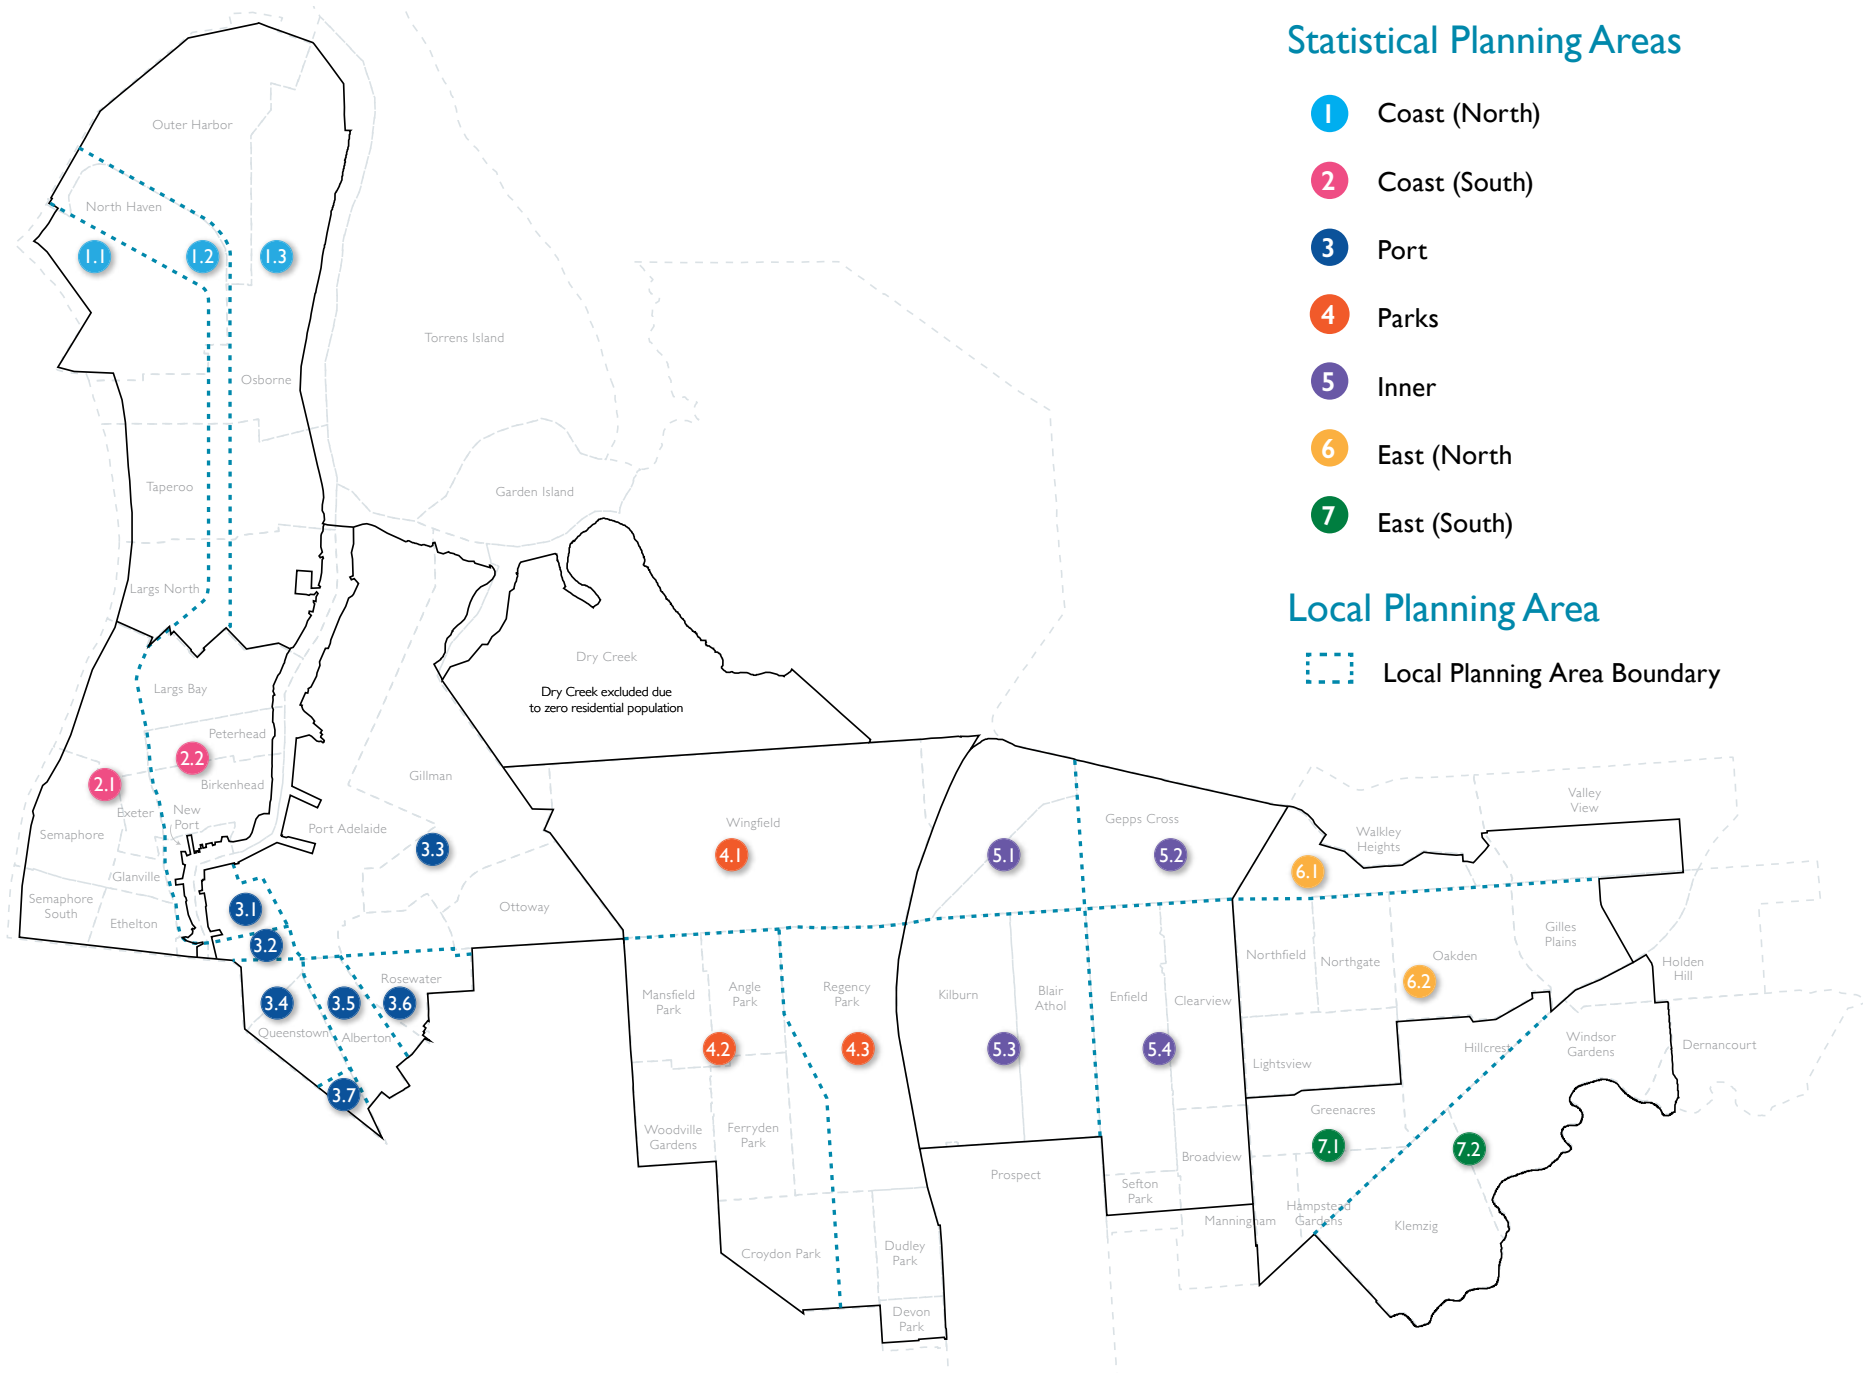 Statistical Planning Areas
1 Coast (North)
2 Coast (South)
3 Port
4 Parks
5 Inner
6 East (North
7 East (South)
Local Planning Area
Local Planning Area Boundary
Outer Harbor
North Haven
1.1
1.2
1.3
Torrens Island
Osborne
Taperoo
Garden Island
Largs North
Dry Creek
Dry Creek excluded due
to zero residential population
Largs Bay
Peterhead
2.2
2.1
Birkenhead
Gillman
Exeter
New
Port
Semaphore
Port Adelaide
3.3
Glanville
Semaphore
South
Ethelton
3.1
3.2
Ottoway
Rosewater
3.4
3.5
3.6
Queenstown
Alberton
3.7
Wingfield
4.1
Mansfield
Park
Angle
Park
Regency
Park
4.2
4.3
Woodville
Gardens
Ferryden
Park
Croydon Park
Dudley
Park
Devon
Park
5.1
Gepps Cross
5.2
Kilburn
Blair
Athol
Enfield
Clearview
5.3
5.4
Prospect
Broadview
Sefton
Park
Manningham
Valley
View
Walkley
Heights
6.1
Northfield
Northgate
Oakden
Gilles
Plains
6.2
Holden
Hill
Lightsview
Hillcrest
Windsor
Gardens
Dernancourt
Greenacres
7.1
7.2
Hampstead
Gardens
Klemzig